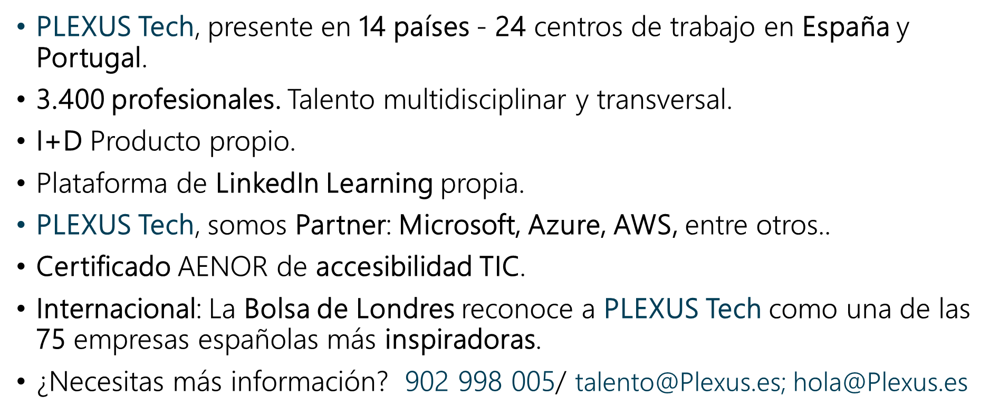 • PLEXUS Tech, presente en 14 países - 24 centros de trabajo en España y
Portugal.
• 3.400 profesionales. Talento multidisciplinar y transversal.
• I+D Producto propio.
• Plataforma de LinkedIn Learning propia.
• PLEXUS Tech, somos Partner: Microsoft, Azure, AWS, entre otros..
• Certificado AENOR de accesibilidad TIC.
• Internacional: La Bolsa de Londres reconoce a PLEXUS Tech como una de las
75 empresas españolas más inspiradoras.
• ¿Necesitas más información?  902 998 005/ talento@Plexus.es; hola@Plexus.es